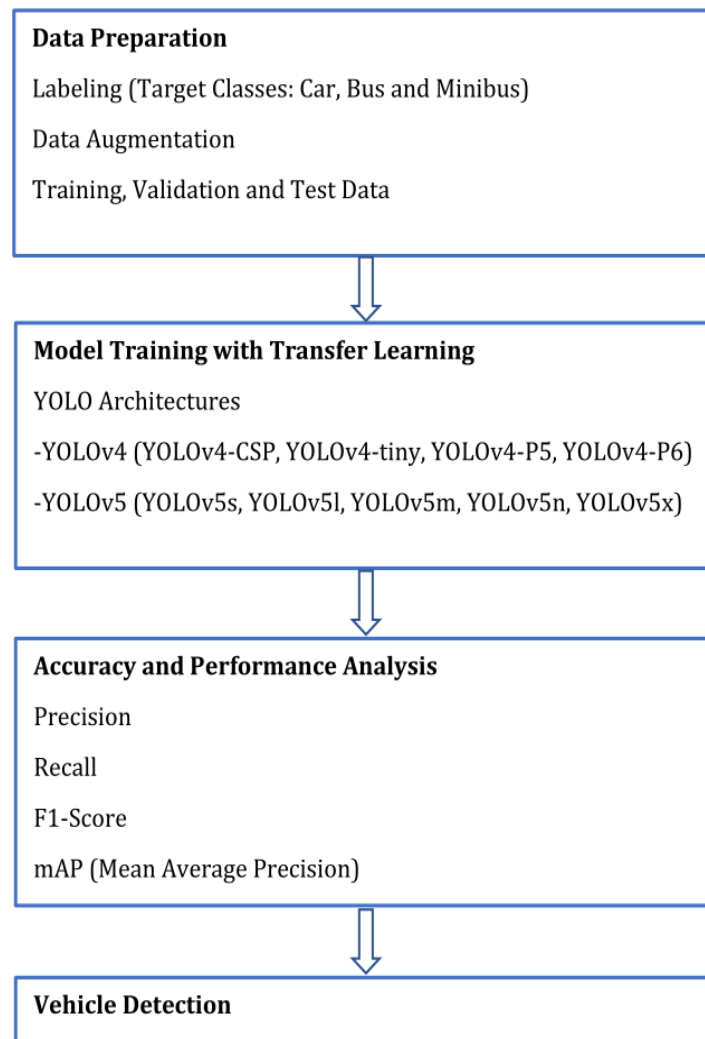 Data Preparation
Labeling (Target Classes: Car, Bus and Minibus)
Data Augmentation
Training, Validation and Test Data
Model Training with Transfer Learning
YOLO Architectures
-YOLOv4 (YOLOv4-CSP, YOLOv4-tiny, YOLOv4-P5, YOLOv4-P6)
-YOLOv5 (YOLOv5s, YOLOv5l, YOLOv5m, YOLOv5n, YOLOv5x)
Accuracy and Performance Analysis
Precision
Recall
F1-Score
mAP (Mean Average Precision)
Vehicle Detection